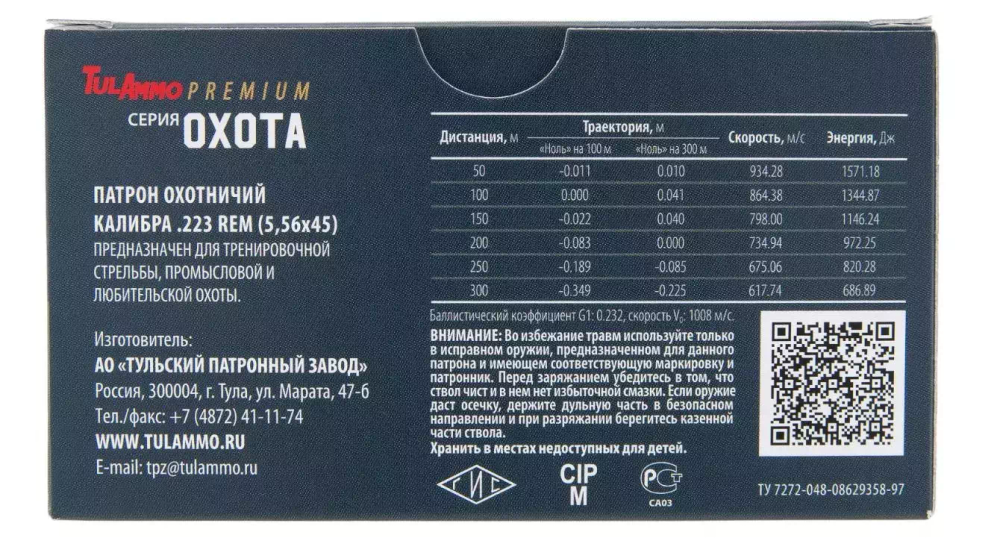 TULAMMO PREMIUM
СЕРИЯ ОХОТА
ПАТРОН ОХОТНИЧИЙ
КАЛИБРА .223 REM (5,56х45)
ПРЕДНАЗНАЧЕН ДЛЯ ТРЕНИРОВОЧНОЙ
СТРЕЛЬБЫ, ПРОМЫСЛОВОЙ И
ЛЮБИТЕЛЬСКОЙ ОХОТЫ.
Изготовитель:
АО «ТУЛЬСКИЙ ПАТРОННЫЙ ЗАВОД»
Россия, 300004, г. Тула, ул. Марата, 47-б
Тел./факс: +7 (4872) 41-11-74
WWW.TULAMMO.RU
E-mail: tpz@tulammo.ru
Дистанция, м Траектория, м Скорость, м/с Энергия, Дж
«Ноль» на 100 м «Ноль» на 300 м
50 -0.011 0.010 934.28 1571.18
100 0.000 0.041 864.38 1344.87
150 -0.022 0.040 798.00 1146.24
200 -0.083 0.000 734.94 972.25
250 -0.189 -0.085 675.06 820.28
300 -0.349 -0.225 617.74 686.89
Баллистический коэффициент G1: 0.232, скорость V₀: 1008 м/с.
ВНИМАНИЕ: Во избежание травм используйте только
в исправном оружии, предназначенном для данного
патрона и имеющем соответствующую маркировку и
патронник. Перед заряжанием убедитесь в том, что
ствол чист и в нем нет избыточной смазки. Если оружие
даст осечку, держите дульную часть в безопасном
направлении и при разряжании берегитесь казенной
части ствола.
Хранить в местах недоступных для детей.
ГИС
CIP
M
РСТ
СА03
ТУ 7272-048-08629358-97